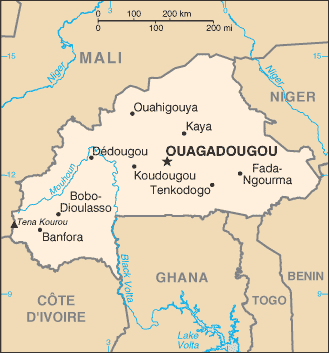 0 100 200 km
0 100 200 mi
MALI
15
15
Niger
Niger
NIGER
Ouahigouya
Kaya
OUAGADOUGOU
Dédougou
Mouhoun
Koudougou
Fada-
Ngourma
12
12
Tenkodogo
Bobo-
Dioulasso
Tena Kourou
Banfora
Black Volta
GHANA
BENIN
9
9
CÔTE
D'IVOIRE
TOGO
Lake
Volta